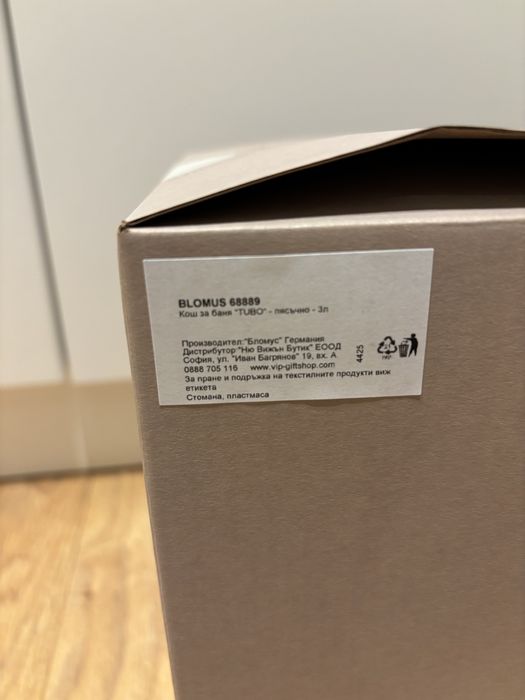 BLOMUS 68889
Кош за баня "TUBO" - пясъчно - 3л
Производител:"Бломус" Германия
Дистрибутор "Ню Вижън Бутик" ЕООД
София, ул. "Иван Багрянов" 19, вх. А
0888 705 116 www.vip-giftshop.com
За пране и подръжка на текстилните продукти виж
етикета
Стомана, пластмаса
4425